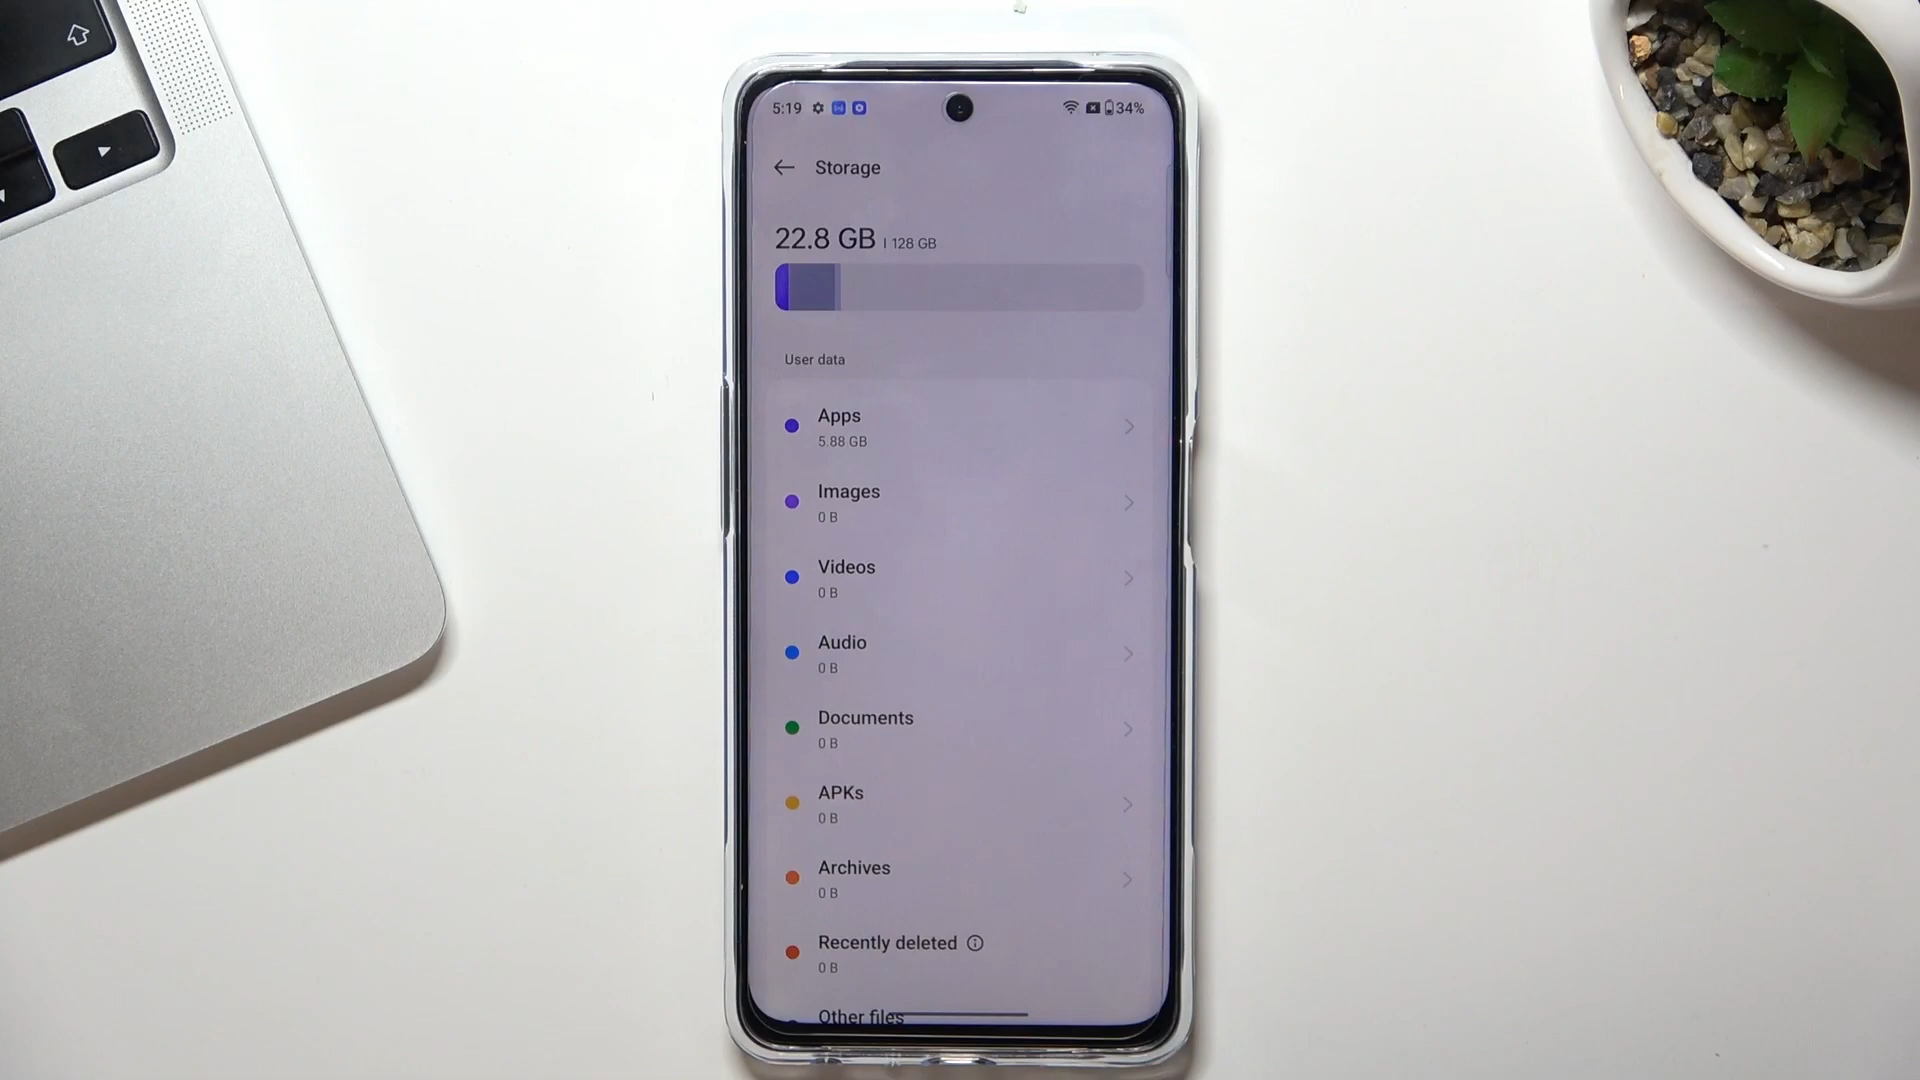 5:19 34%
Storage
22.8 GB | 128 GB
User data
Apps
5.88 GB
Images
0 B
Videos
0 B
Audio
0 B
Documents
0 B
APKs
0 B
Archives
0 B
Recently deleted
0 B
Other files